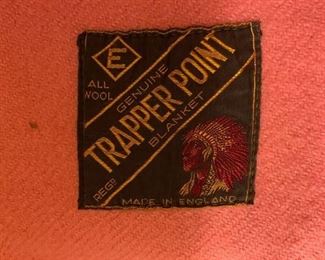 E
ALL
WOOL
GENUINE
TRAPPER POINT
BLANKET
REGD
MADE IN ENGLAND